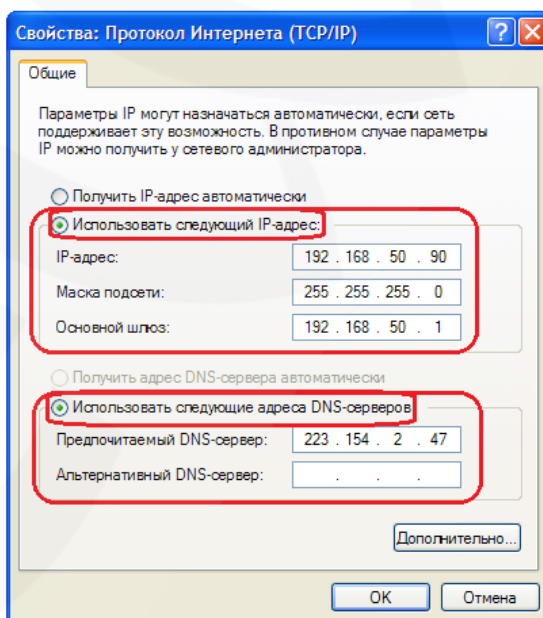 Свойства: Протокол Интернета (TCP/IP)
Общие
Параметры IP могут назначаться автоматически, если сеть
поддерживает эту возможность. В противном случае параметры
IP можно получить у сетевого администратора.
Получить IP-адрес автоматически
Использовать следующий IP-адрес:
IP-адрес: 192 . 168 . 50 . 90
Маска подсети: 255 . 255 . 255 . 0
Основной шлюз: 192 . 168 . 50 . 1
Получить адрес DNS-сервера автоматически
Использовать следующие адреса DNS-серверов
Предпочитаемый DNS-сервер: 223 . 154 . 2 . 47
Альтернативный DNS-сервер: . . .
Дополнительно...
OK Отмена